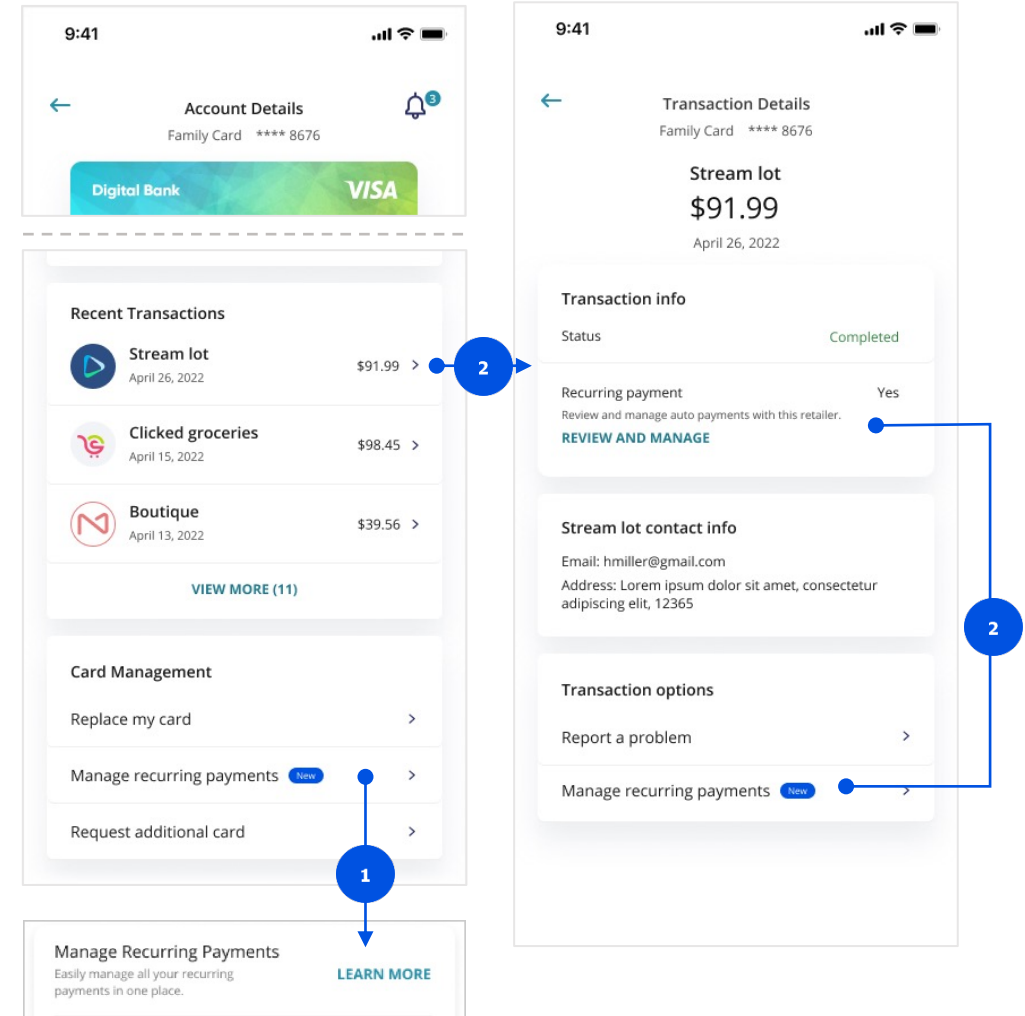 9:41
Account Details
3
Family Card **** 8676
Digital Bank VISA
Recent Transactions
Stream lot
April 26, 2022
$91.99
Clicked groceries
April 15, 2022
$98.45
Boutique
April 13, 2022
$39.56
VIEW MORE (11)
Card Management
Replace my card
Manage recurring payments New
Request additional card
1
Manage Recurring Payments
Easily manage all your recurring
payments in one place.
LEARN MORE
2
9:41
Transaction Details
Family Card **** 8676
Stream lot
$91.99
April 26, 2022
Transaction info
Status Completed
Recurring payment Yes
Review and manage auto payments with this retailer.
REVIEW AND MANAGE
Stream lot contact info
Email: hmiller@gmail.com
Address: Lorem ipsum dolor sit amet, consectetur
adipiscing elit, 12365
Transaction options
Report a problem
Manage recurring payments New
2